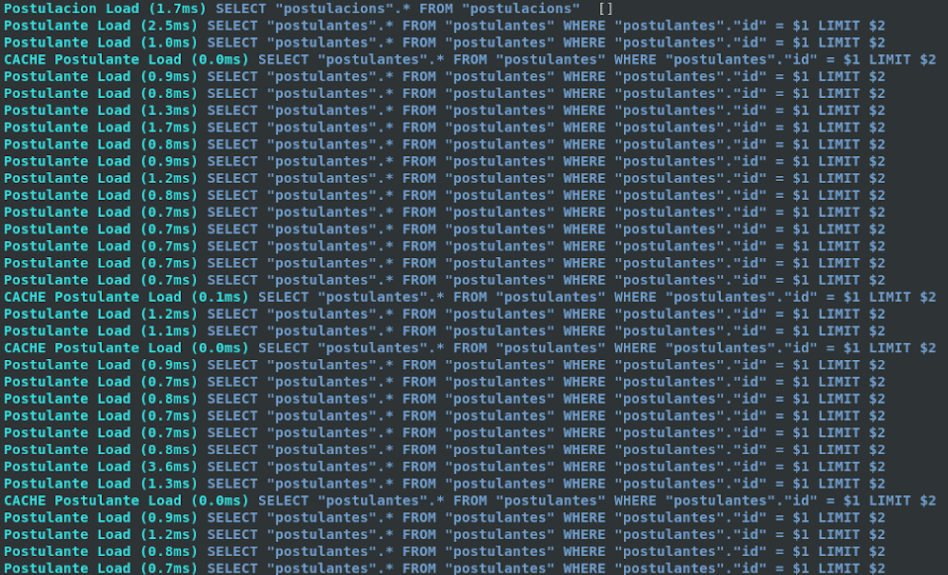 Postulacion Load (1.7ms) SELECT "postulacions".* FROM "postulacions"  []
Postulante Load (2.5ms) SELECT "postulantes".* FROM "postulantes" WHERE "postulantes"."id" = $1 LIMIT $2
Postulante Load (1.0ms) SELECT "postulantes".* FROM "postulantes" WHERE "postulantes"."id" = $1 LIMIT $2
CACHE Postulante Load (0.0ms) SELECT "postulantes".* FROM "postulantes" WHERE "postulantes"."id" = $1 LIMIT $2
Postulante Load (0.9ms) SELECT "postulantes".* FROM "postulantes" WHERE "postulantes"."id" = $1 LIMIT $2
Postulante Load (0.8ms) SELECT "postulantes".* FROM "postulantes" WHERE "postulantes"."id" = $1 LIMIT $2
Postulante Load (1.3ms) SELECT "postulantes".* FROM "postulantes" WHERE "postulantes"."id" = $1 LIMIT $2
Postulante Load (1.7ms) SELECT "postulantes".* FROM "postulantes" WHERE "postulantes"."id" = $1 LIMIT $2
Postulante Load (0.8ms) SELECT "postulantes".* FROM "postulantes" WHERE "postulantes"."id" = $1 LIMIT $2
Postulante Load (0.9ms) SELECT "postulantes".* FROM "postulantes" WHERE "postulantes"."id" = $1 LIMIT $2
Postulante Load (1.2ms) SELECT "postulantes".* FROM "postulantes" WHERE "postulantes"."id" = $1 LIMIT $2
Postulante Load (0.8ms) SELECT "postulantes".* FROM "postulantes" WHERE "postulantes"."id" = $1 LIMIT $2
Postulante Load (0.7ms) SELECT "postulantes".* FROM "postulantes" WHERE "postulantes"."id" = $1 LIMIT $2
Postulante Load (0.7ms) SELECT "postulantes".* FROM "postulantes" WHERE "postulantes"."id" = $1 LIMIT $2
Postulante Load (0.7ms) SELECT "postulantes".* FROM "postulantes" WHERE "postulantes"."id" = $1 LIMIT $2
Postulante Load (0.7ms) SELECT "postulantes".* FROM "postulantes" WHERE "postulantes"."id" = $1 LIMIT $2
Postulante Load (0.7ms) SELECT "postulantes".* FROM "postulantes" WHERE "postulantes"."id" = $1 LIMIT $2
CACHE Postulante Load (0.1ms) SELECT "postulantes".* FROM "postulantes" WHERE "postulantes"."id" = $1 LIMIT $2
Postulante Load (1.2ms) SELECT "postulantes".* FROM "postulantes" WHERE "postulantes"."id" = $1 LIMIT $2
Postulante Load (1.1ms) SELECT "postulantes".* FROM "postulantes" WHERE "postulantes"."id" = $1 LIMIT $2
CACHE Postulante Load (0.0ms) SELECT "postulantes".* FROM "postulantes" WHERE "postulantes"."id" = $1 LIMIT $2
Postulante Load (0.9ms) SELECT "postulantes".* FROM "postulantes" WHERE "postulantes"."id" = $1 LIMIT $2
Postulante Load (0.7ms) SELECT "postulantes".* FROM "postulantes" WHERE "postulantes"."id" = $1 LIMIT $2
Postulante Load (0.8ms) SELECT "postulantes".* FROM "postulantes" WHERE "postulantes"."id" = $1 LIMIT $2
Postulante Load (0.7ms) SELECT "postulantes".* FROM "postulantes" WHERE "postulantes"."id" = $1 LIMIT $2
Postulante Load (0.7ms) SELECT "postulantes".* FROM "postulantes" WHERE "postulantes"."id" = $1 LIMIT $2
Postulante Load (0.8ms) SELECT "postulantes".* FROM "postulantes" WHERE "postulantes"."id" = $1 LIMIT $2
Postulante Load (3.6ms) SELECT "postulantes".* FROM "postulantes" WHERE "postulantes"."id" = $1 LIMIT $2
Postulante Load (1.3ms) SELECT "postulantes".* FROM "postulantes" WHERE "postulantes"."id" = $1 LIMIT $2
CACHE Postulante Load (0.0ms) SELECT "postulantes".* FROM "postulantes" WHERE "postulantes"."id" = $1 LIMIT $2
Postulante Load (0.9ms) SELECT "postulantes".* FROM "postulantes" WHERE "postulantes"."id" = $1 LIMIT $2
Postulante Load (1.2ms) SELECT "postulantes".* FROM "postulantes" WHERE "postulantes"."id" = $1 LIMIT $2
Postulante Load (0.8ms) SELECT "postulantes".* FROM "postulantes" WHERE "postulantes"."id" = $1 LIMIT $2
Postulante Load (0.7ms) SELECT "postulantes".* FROM "postulantes" WHERE "postulantes"."id" = $1 LIMIT $2